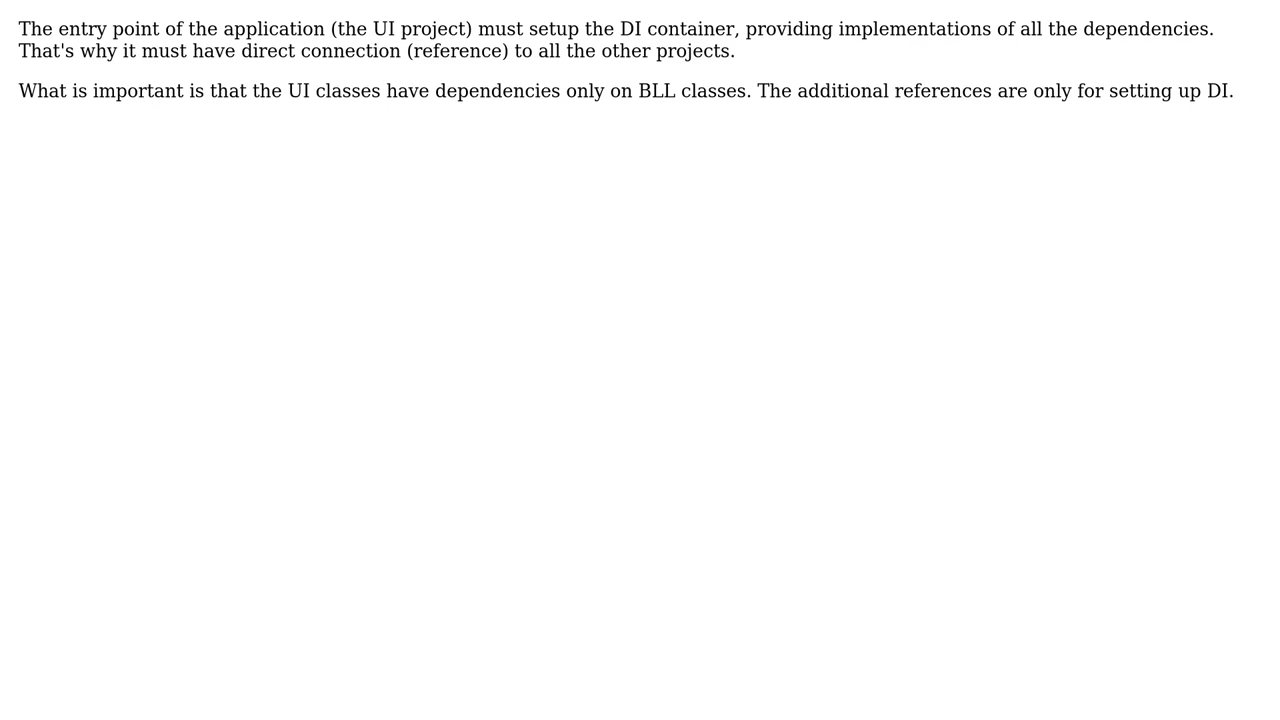 The entry point of the application (the UI project) must setup the DI container, providing implementations of all the dependencies.
That's why it must have direct connection (reference) to all the other projects.
What is important is that the UI classes have dependencies only on BLL classes. The additional references are only for setting up DI.